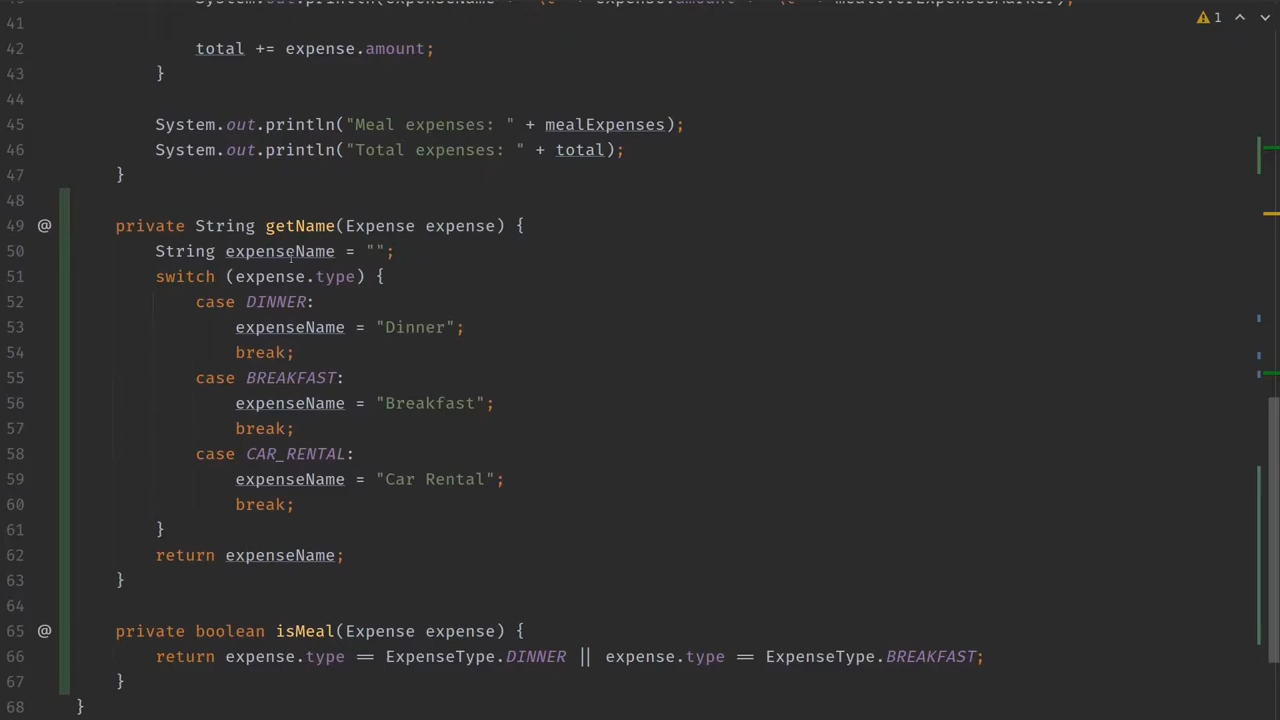 41
42 total += expense.amount;
43 }
44
45 System.out.println("Meal expenses: " + mealExpenses);
46 System.out.println("Total expenses: " + total);
47 }
48
49 @ private String getName(Expense expense) {
50 String expenseName = "";
51 switch (expense.type) {
52 case DINNER:
53 expenseName = "Dinner";
54 break;
55 case BREAKFAST:
56 expenseName = "Breakfast";
57 break;
58 case CAR_RENTAL:
59 expenseName = "Car Rental";
60 break;
61 }
62 return expenseName;
63 }
64
65 @ private boolean isMeal(Expense expense) {
66 return expense.type == ExpenseType.DINNER || expense.type == ExpenseType.BREAKFAST;
67 }
68 }
1